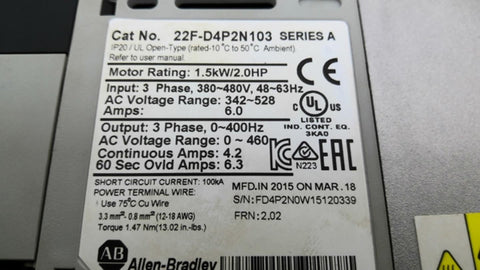 Cat No. 22F-D4P2N103 SERIES A
IP20 / UL Open-Type (rated-10°C to 50°C Ambient).
Refer to user manual.
Motor Rating: 1.5kW/2.0HP
Input: 3 Phase, 380~480V, 48~63Hz
AC Voltage Range: 342~528
Amps: 6.0
Output: 3 Phase, 0~400Hz
AC Voltage Range: 0 ~ 460
Continuous Amps: 4.2
60 Sec Ovld Amps: 6.3
CE
C UL US
LISTED
IND. CONT. EQ.
3KA0
N223
EAC
SHORT CIRCUIT CURRENT: 100kA
POWER TERMINAL WIRE:
Use 75°C Cu Wire
3.3 mm²- 0.8 mm² (12-18 AWG)
Torque 1.47 Nm(13.02 in.-lbs.)
MFD.IN 2015 ON MAR. 18
S/N: FD4P2N0W15120339
FRN: 2.02
AB Allen-Bradley